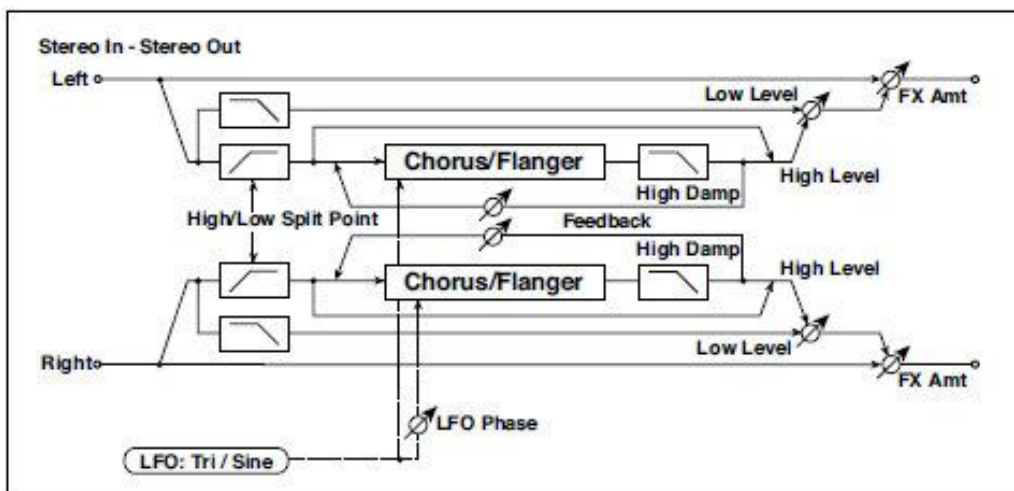 Stereo In - Stereo Out
Left
Low Level
FX Amt
Chorus/Flanger
High Damp
High Level
High/Low Split Point
Feedback
High Damp
Chorus/Flanger
High Level
Low Level
Right
FX Amt
LFO Phase
LFO: Tri / Sine